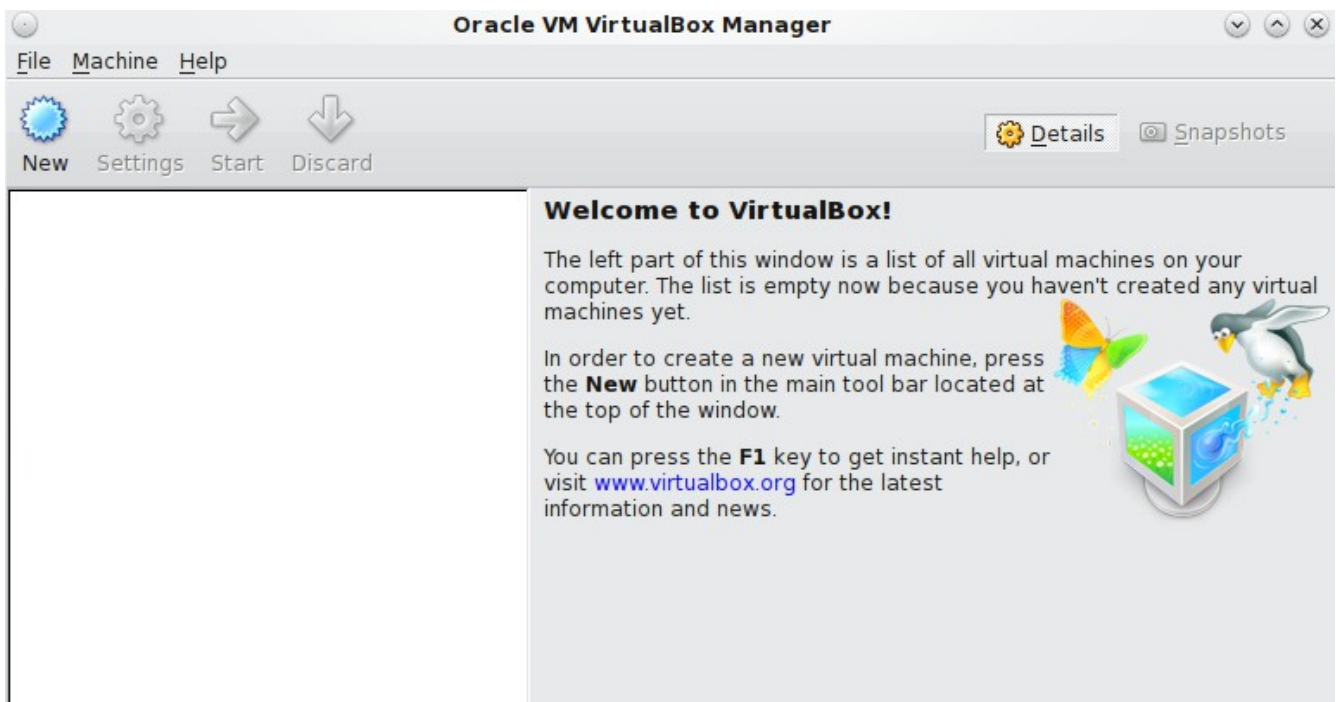 Oracle VM VirtualBox Manager
File Machine Help
New Settings Start Discard
Details Snapshots
Welcome to VirtualBox!
The left part of this window is a list of all virtual machines on your
computer. The list is empty now because you haven't created any virtual
machines yet.
In order to create a new virtual machine, press
the New button in the main tool bar located at
the top of the window.
You can press the F1 key to get instant help, or
visit www.virtualbox.org for the latest
information and news.